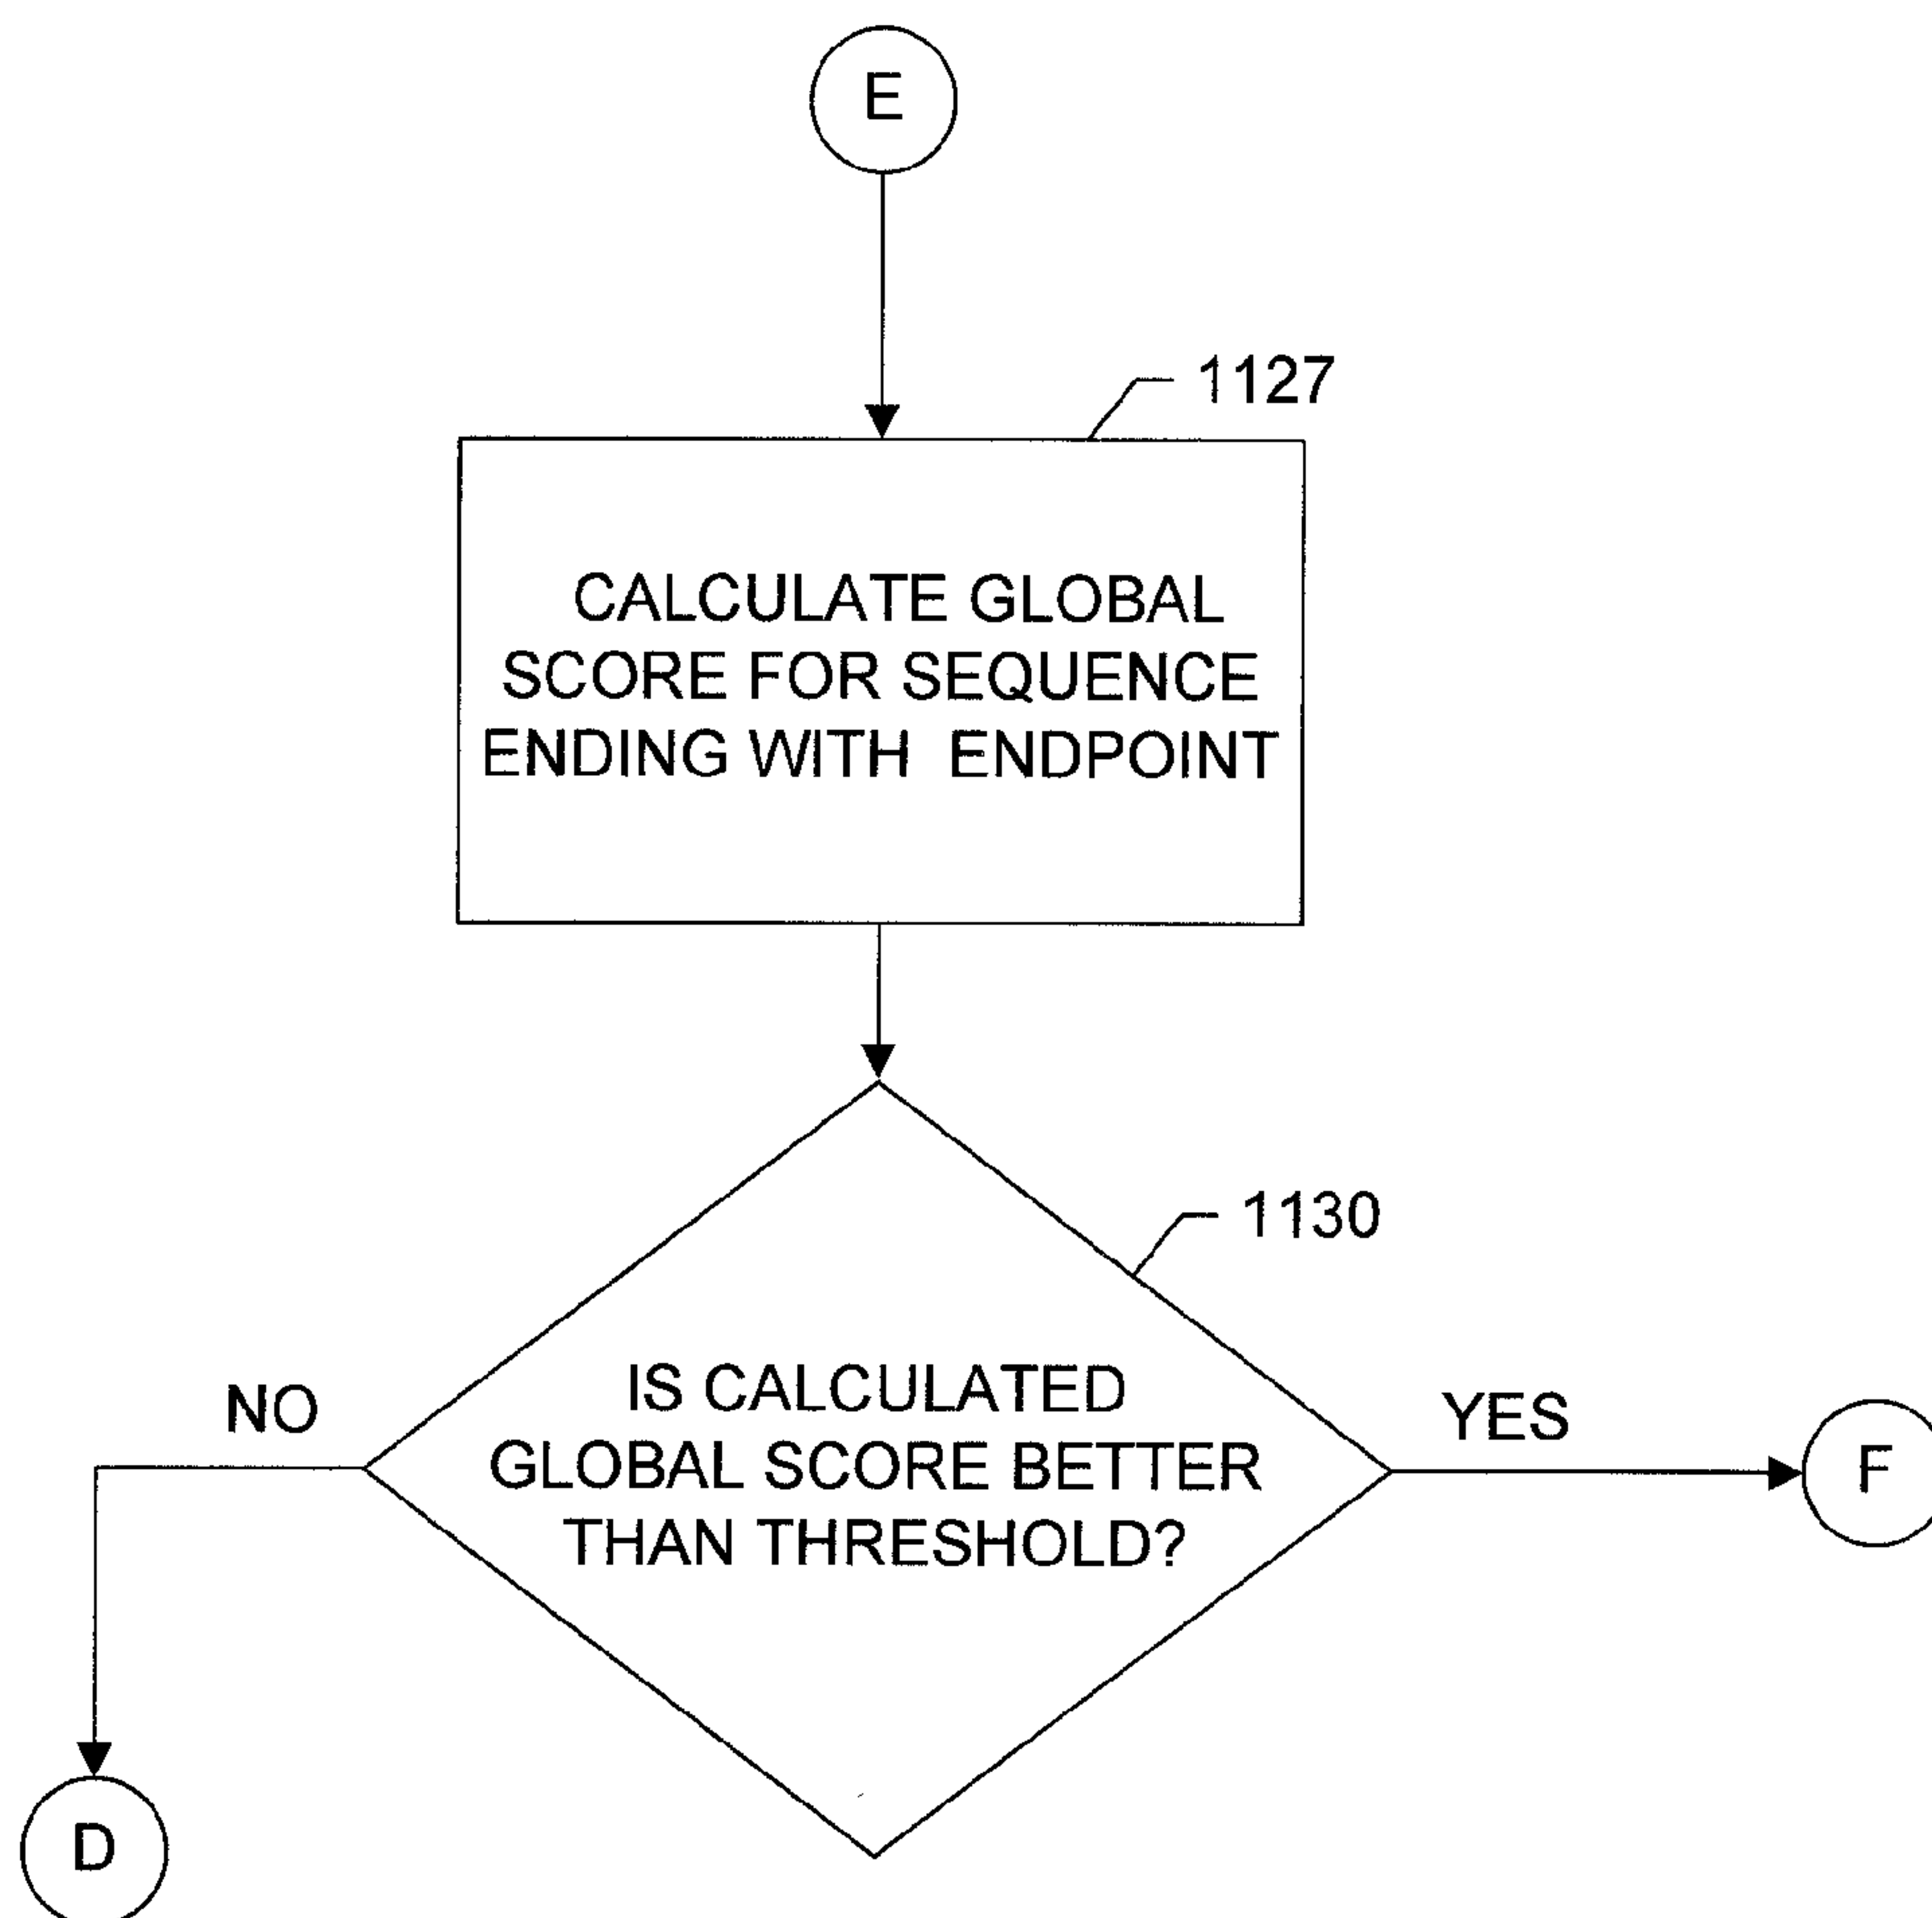 E
1127
CALCULATE GLOBAL
SCORE FOR SEQUENCE
ENDING WITH ENDPOINT
1130
IS CALCULATED
GLOBAL SCORE BETTER
THAN THRESHOLD?
NO
YES
F
D